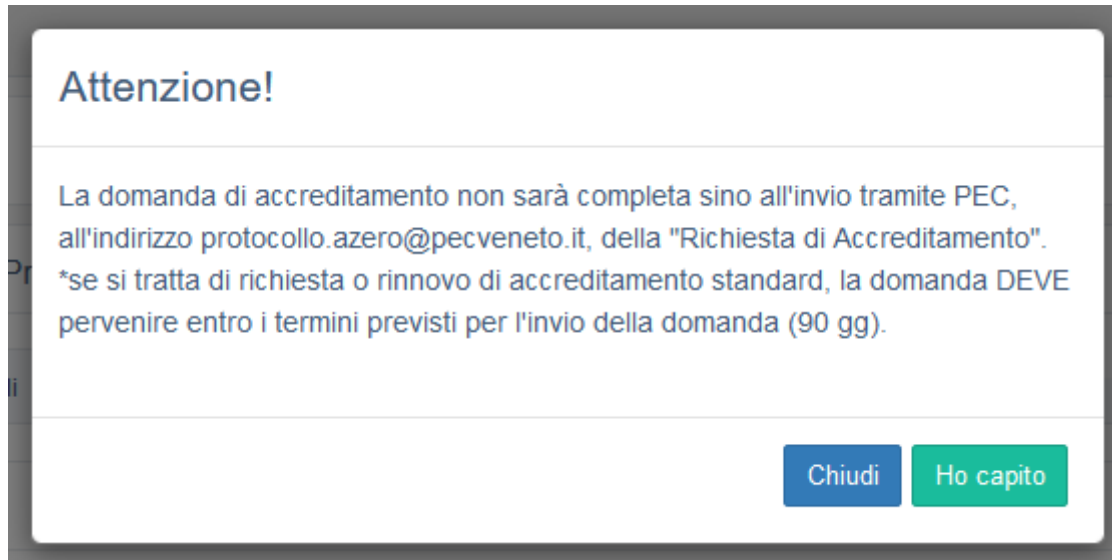 Attenzione!
La domanda di accreditamento non sarà completa sino all'invio tramite PEC,
all'indirizzo protocollo.azero@pecveneto.it, della "Richiesta di Accreditamento".
*se si tratta di richiesta o rinnovo di accreditamento standard, la domanda DEVE
pervenire entro i termini previsti per l'invio della domanda (90 gg).
Chiudi Ho capito